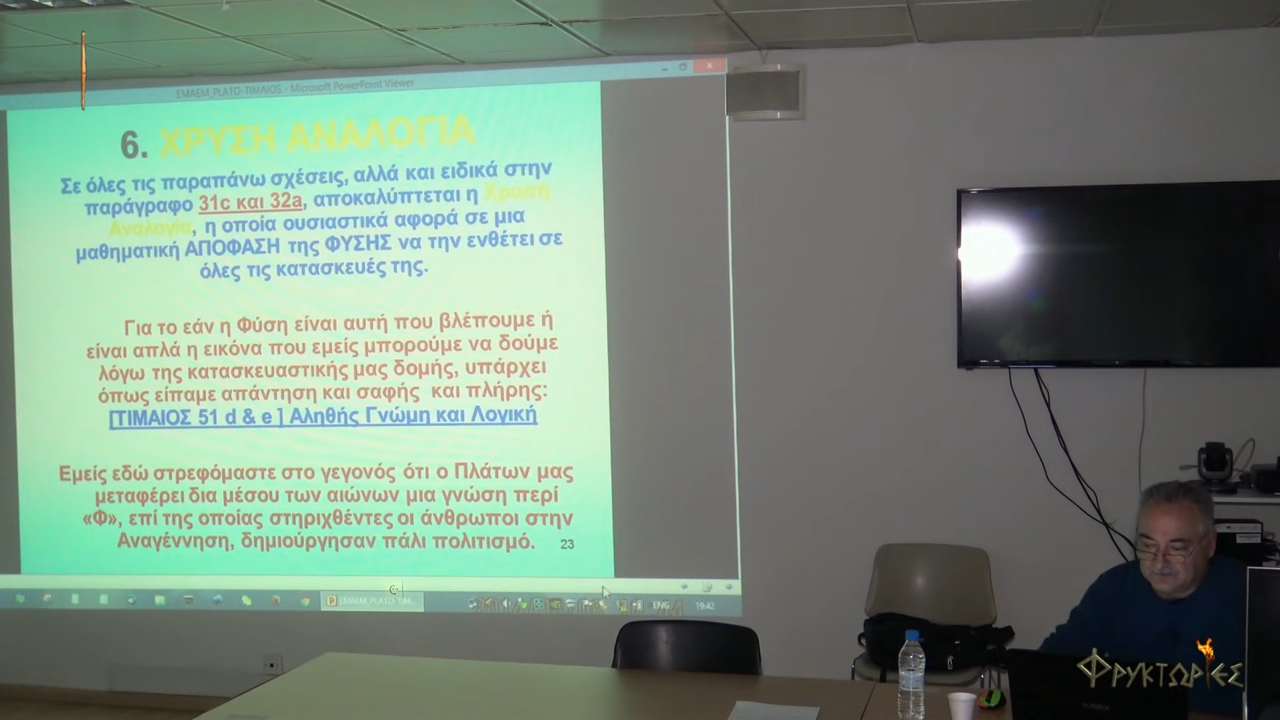 EMAEM_PLATO-TIMAIOS - Microsoft PowerPoint Viewer
6. ΧΡΥΣΗ ΑΝΑΛΟΓΙΑ
Σε όλες τις παραπάνω σχέσεις, αλλά και ειδικά στην
παράγραφο 31c και 32a, αποκαλύπτεται η Χρυσή
Αναλογία, η οποία ουσιαστικά αφορά σε μια
μαθηματική ΑΠΟΦΑΣΗ της ΦΥΣΗΣ να την ενθέτει σε
όλες τις κατασκευές της.
Για το εάν η Φύση είναι αυτή που βλέπουμε ή
είναι απλά η εικόνα που εμείς μπορούμε να δούμε
λόγω της κατασκευαστικής μας δομής, υπάρχει
όπως είπαμε απάντηση και σαφής και πλήρης:
[ΤΙΜΑΙΟΣ 51 d & e ] Αληθής Γνώμη και Λογική
Εμείς εδώ στρεφόμαστε στο γεγονός ότι ο Πλάτων μας
μεταφέρει δια μέσου των αιώνων μια γνώση περί
«Φ», επί της οποίας στηριχθέντες οι άνθρωποι στην
Αναγέννηση, δημιούργησαν πάλι πολιτισμό.
23
EMAEM_PLATO-TIM...
ENG
19:42
ΦΡΥΚΤΩΡΙΕΣ